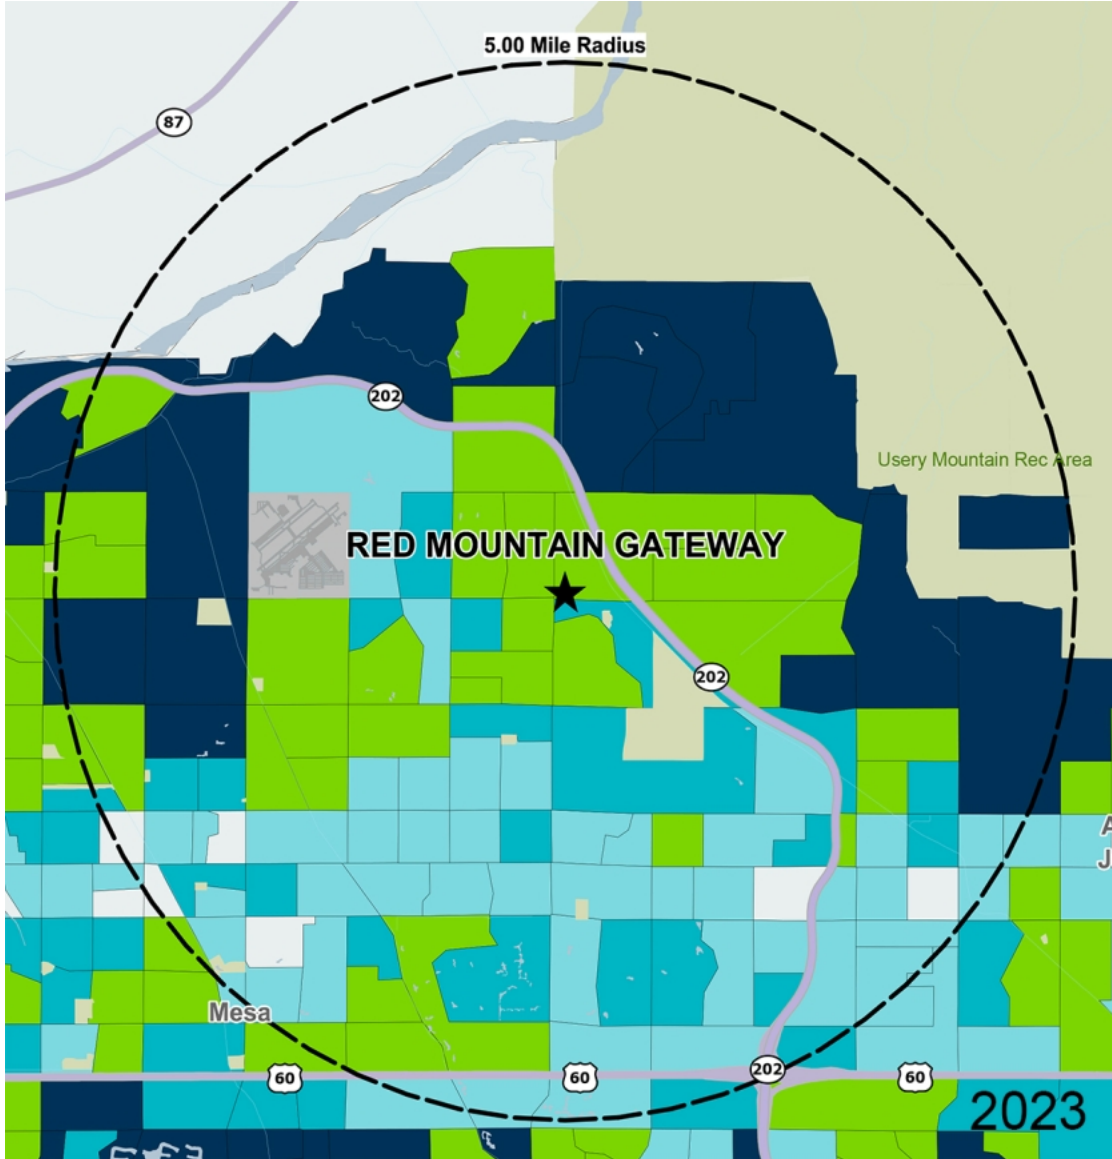 5.00 Mile Radius
87
202
Usery Mountain Rec Area
RED MOUNTAIN GATEWAY
202
A
J
Mesa
60
60
202
60
2023